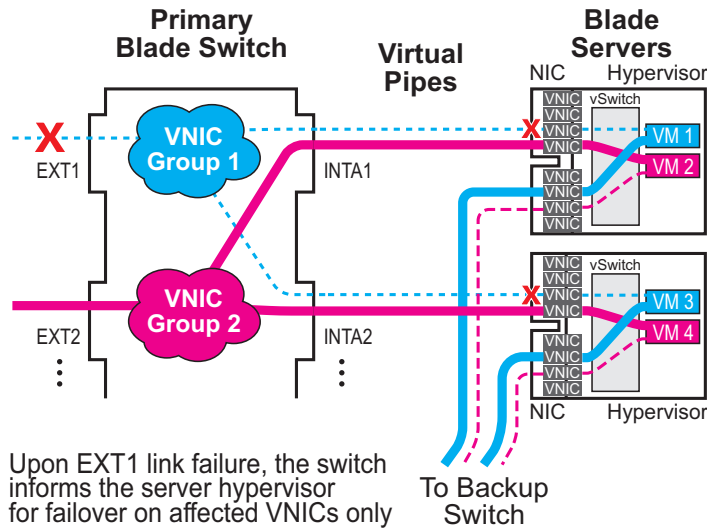 Primary
Blade Switch
Virtual
Pipes
Blade
Servers
NIC
Hypervisor
VNIC
VNIC
VNIC
VNIC
vSwitch
VM 1
VM 2
VNIC
VNIC
VNIC
VNIC
X
EXT1
VNIC
Group 1
INTA1
X
VNIC
Group 2
EXT2
INTA2
X
VNIC
VNIC
VNIC
VNIC
vSwitch
VM 3
VM 4
VNIC
VNIC
VNIC
VNIC
NIC
Hypervisor
Upon EXT1 link failure, the switch
informs the server hypervisor
for failover on affected VNICs only
To Backup
Switch